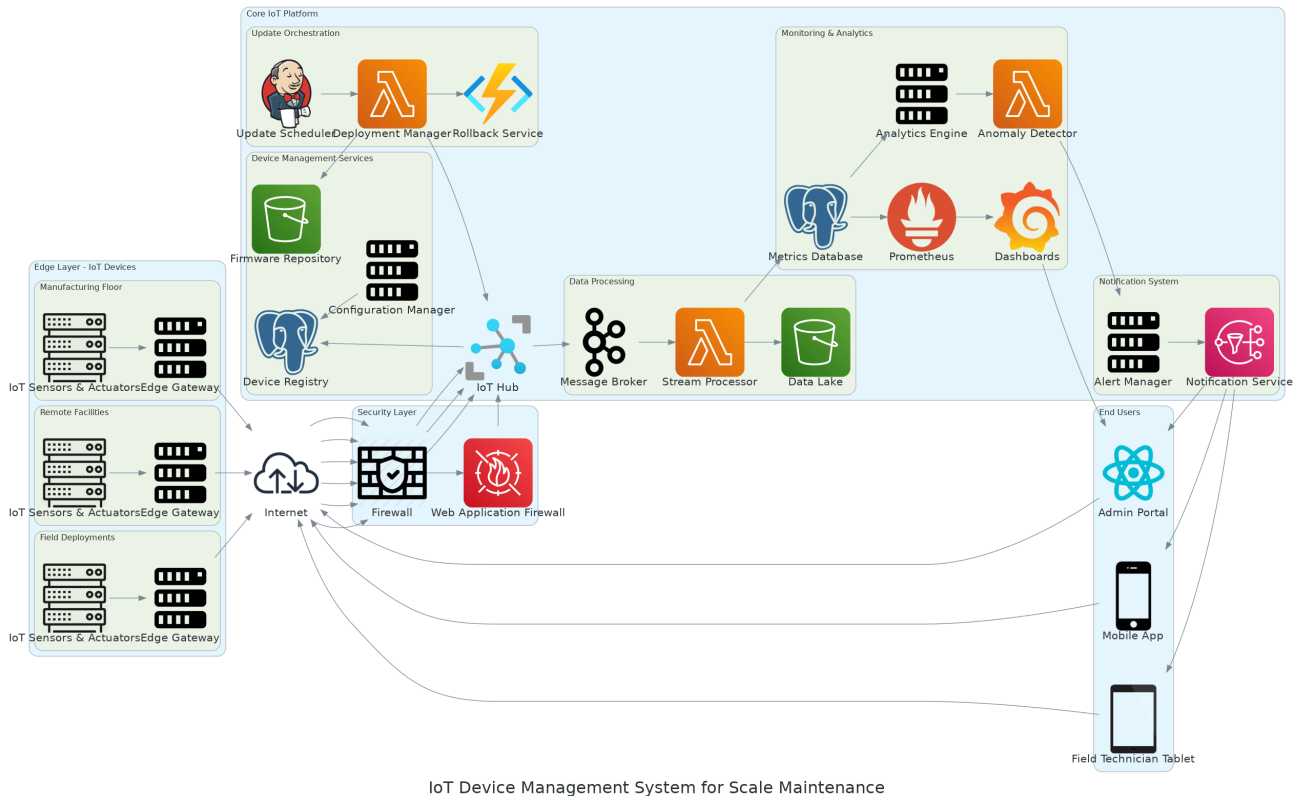 Core IoT Platform
Update Orchestration
Update Scheduler
Deployment Manager
Rollback Service
Monitoring & Analytics
Analytics Engine
Anomaly Detector
Metrics Database
Prometheus
Dashboards
Device Management Services
Firmware Repository
Configuration Manager
Device Registry
IoT Hub
Data Processing
Message Broker
Stream Processor
Data Lake
Notification System
Alert Manager
Notification Service
Edge Layer - IoT Devices
Manufacturing Floor
IoT Sensors & Actuators
Edge Gateway
Remote Facilities
IoT Sensors & Actuators
Edge Gateway
Field Deployments
IoT Sensors & Actuators
Edge Gateway
Internet
Security Layer
Firewall
Web Application Firewall
End Users
Admin Portal
Mobile App
Field Technician Tablet
IoT Device Management System for Scale Maintenance